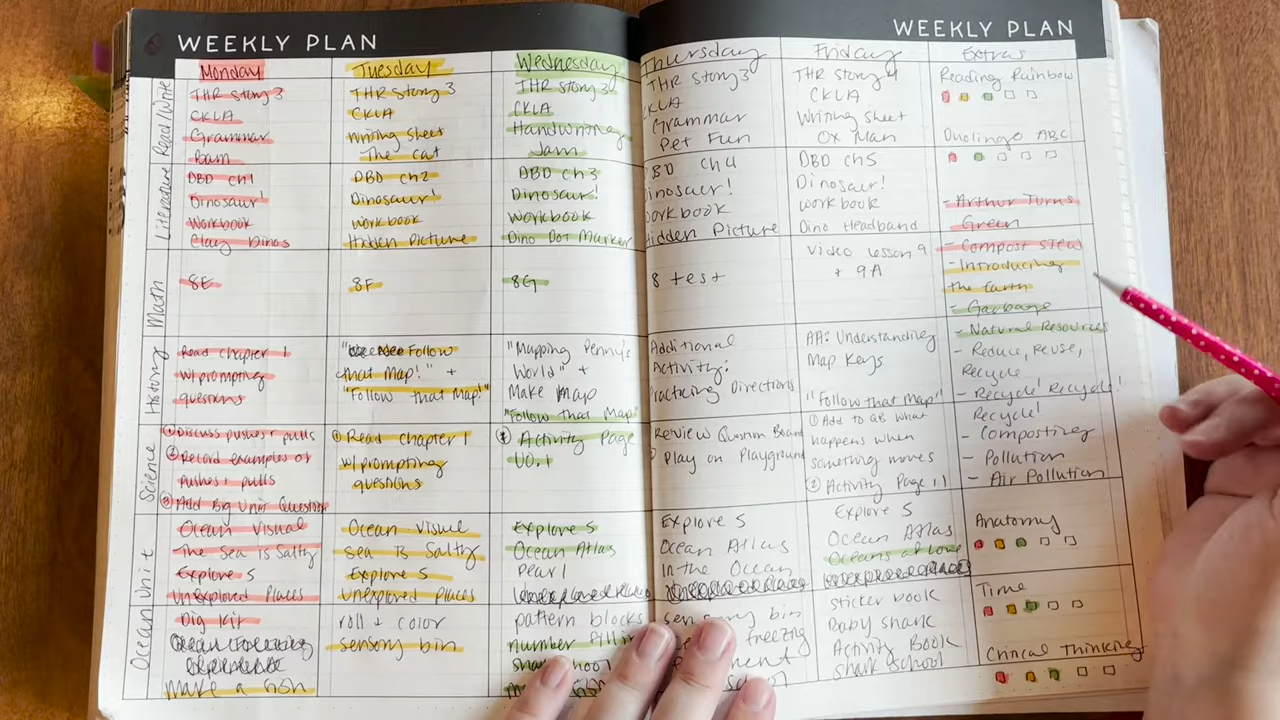 WEEKLY PLAN
WEEKLY PLAN
Monday
Tuesday
Wednesday
Thursday
Friday
Extras
Read/Write
THR Story 3
CKLA
Grammar
Bam
THR Story 3
CKLA
Writing Sheet
The cat
THR Story 3
CKLA
Handwriting
Jam
THR Story 3
CKLA
Grammar
Pet Fun
THR Story 4
CKLA
Writing Sheet
Ox Man
Reading Rainbow
Duolingo ABC
Literature
DBD Ch1
Dinosaur!
Workbook
Clay Dinos
DBD Ch2
Dinosaur!
Workbook
Hidden Picture
DBD Ch3
Dinosaur!
Workbook
Dino Dot Marker
DBD Ch4
Dinosaur!
Workbook
Hidden Picture
DBD Ch5
Dinosaur!
Workbook
Dino Headband
- Arthur Turns
Green
- Compost Stew
- Introducing
the Earth
- Garbage
- Natural Resources
- Reduce, Reuse,
Recycle
- Recycle! Recycle!
Recycle!
- Composting
- Pollution
- Air Pollution
Math
8E
8F
8G
8 test
Video Lesson 9
+ 9A
History
Read Chapter 1
w/prompting
questions
Follow
that Map!" +
"Follow that Map!"
"Mapping Penny's
World" +
Make Map
"Follow that Map"
Additional
Activity:
Practicing Directions
AA: Understanding
Map Keys
"Follow that Map!"
Science
① Discuss pushes + pulls
② Record examples of
pushes + pulls
③ Add Big Unit Question
① Read Chapter 1
w/prompting
questions
① Activity Page
U0.1
Review Question Board
Play on Playground
① Add to QB what
happens when
something moves
② Activity Page 1.1
Ocean Unit
Ocean Visual
The Sea is Salty
Explore 5
Unexplored Places
Dig Kit
Make a Fish
Ocean Visual
Sea is Salty
Explore 5
Unexplored Places
roll + color
sensory bin
Explore 5
Ocean Atlas
Pearl
pattern blocks
number
Explore 5
Ocean Atlas
In the Ocean
sensory bin
freezing
Explore 5
Ocean Atlas
Oceans of Love
sticker book
Baby Shark
Activity Book
shark school
Anatomy
Time
Critical Thinking